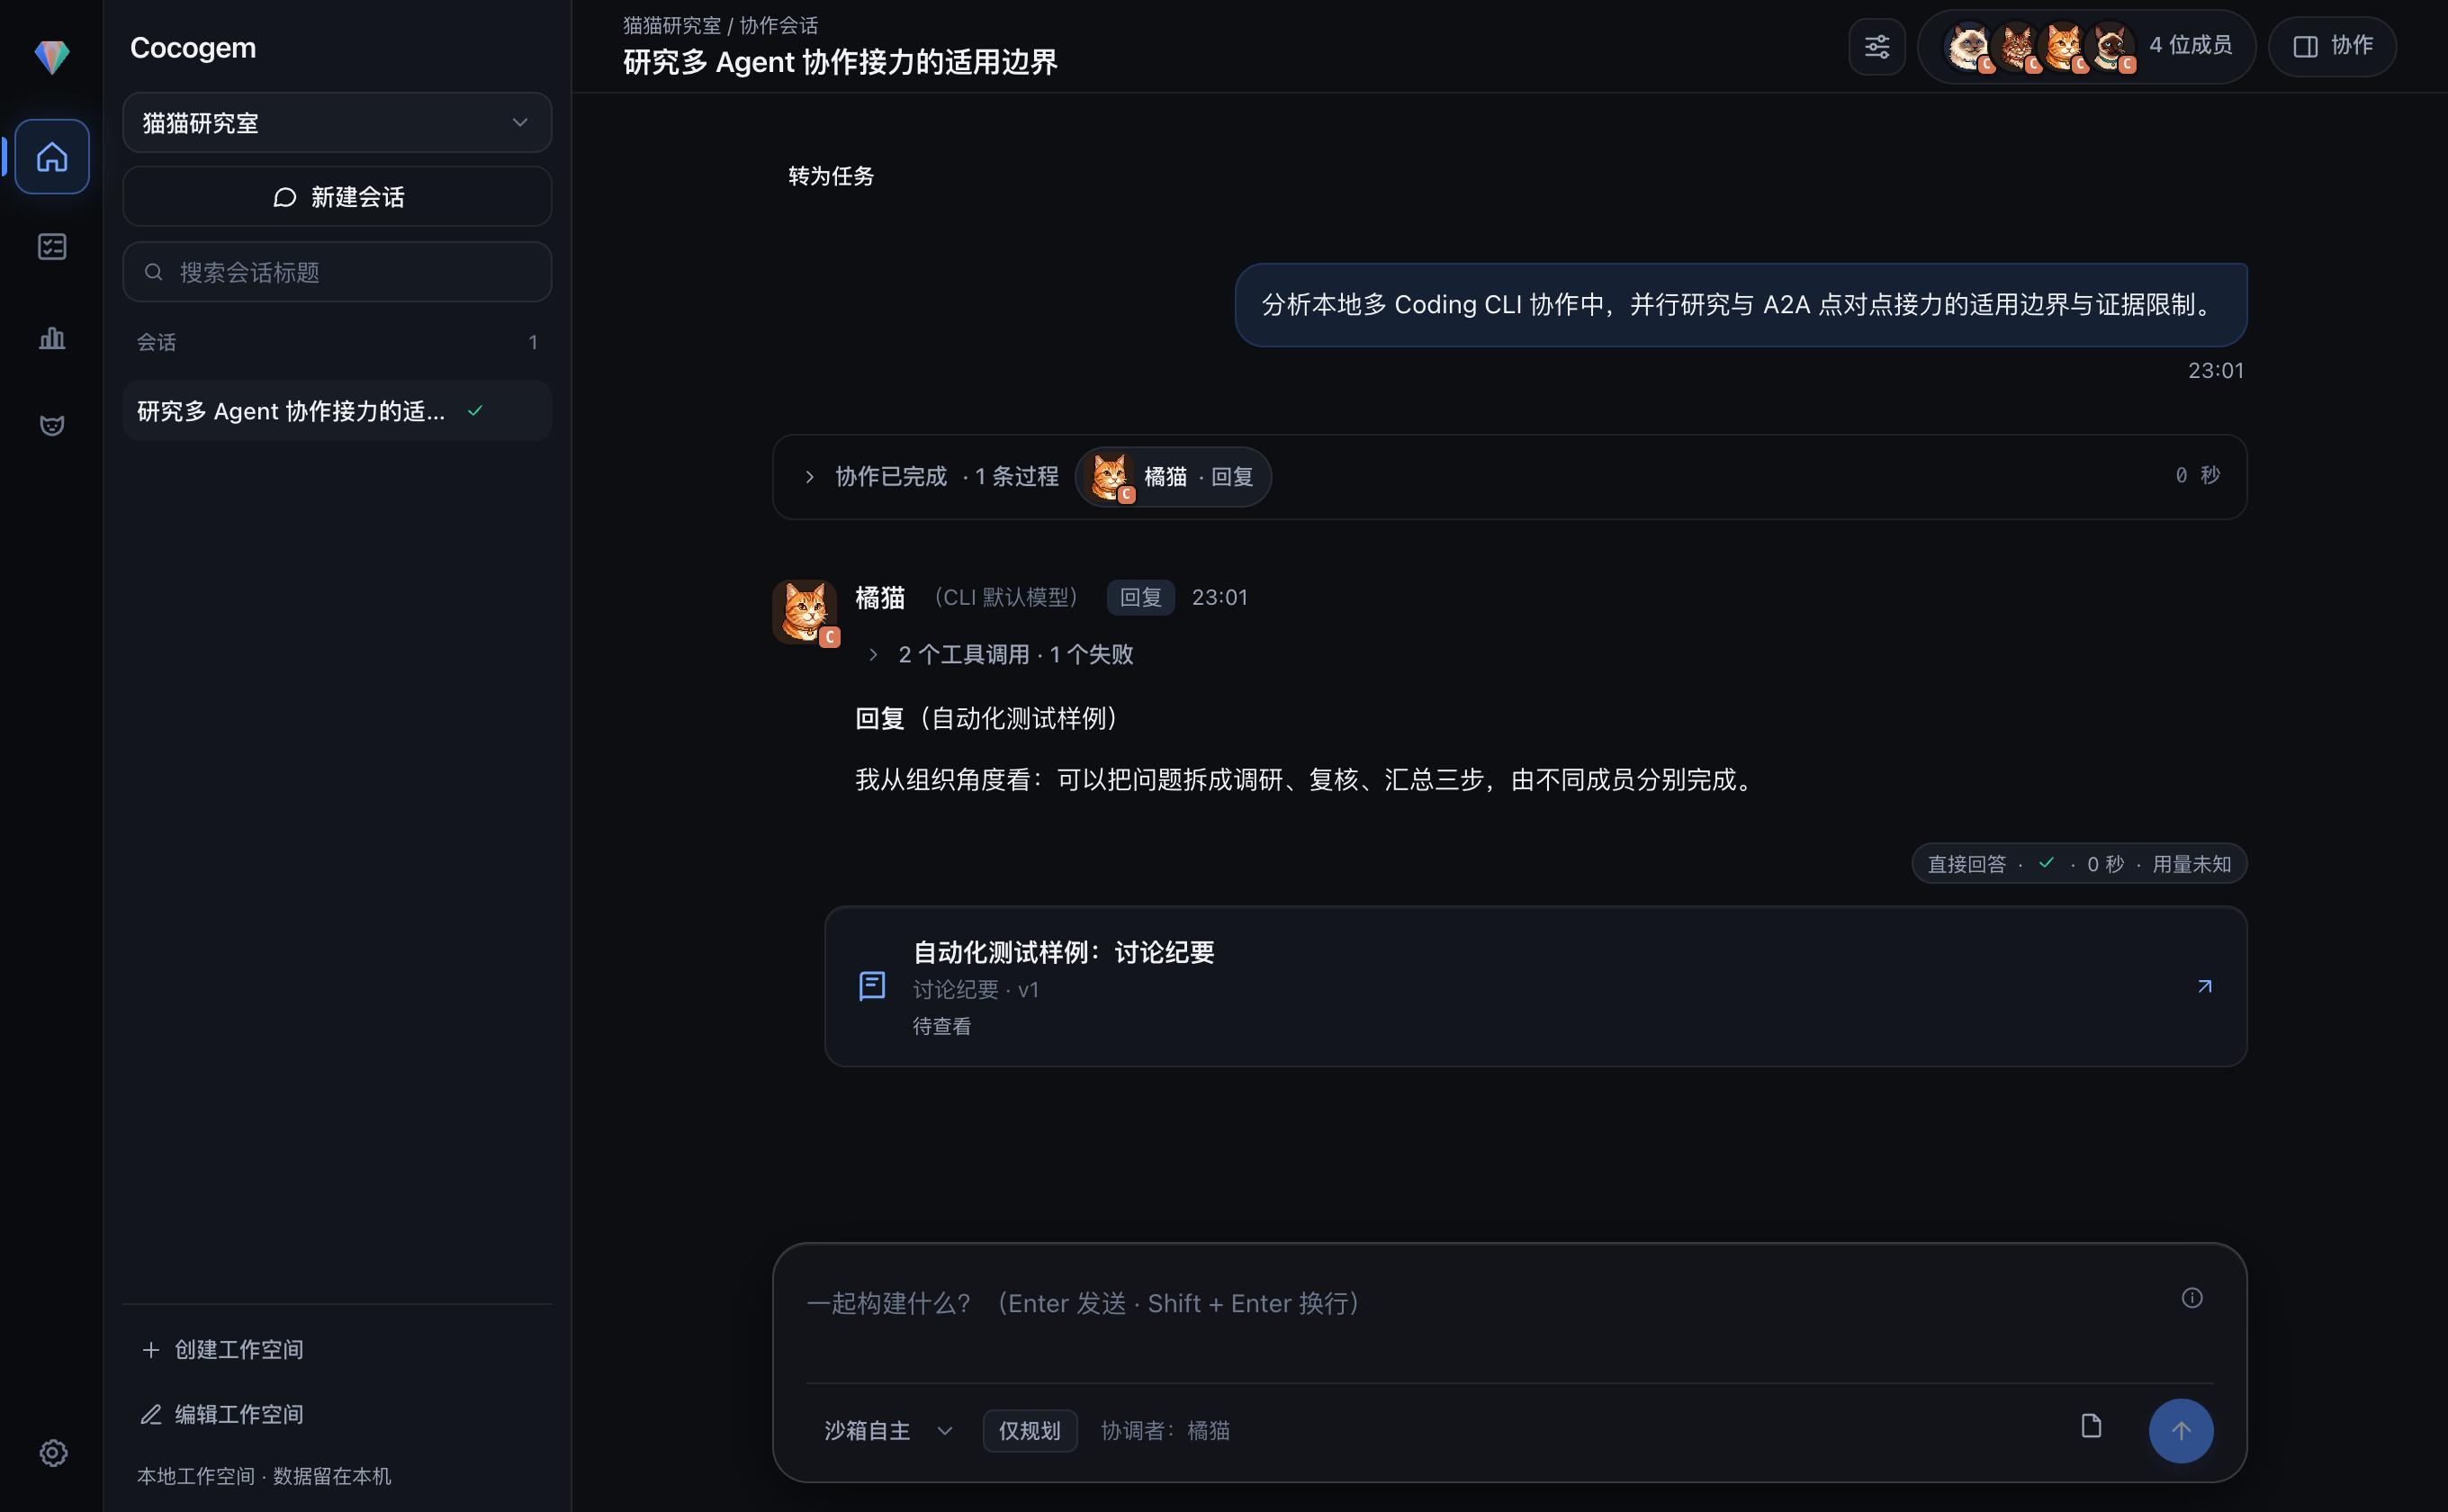 Cocogem
猫猫研究室
新建会话
搜索会话标题
会话 1
研究多 Agent 协作接力的适...
创建工作空间
编辑工作空间
本地工作空间 · 数据留在本机
猫猫研究室 / 协作会话
研究多 Agent 协作接力的适用边界
C C C C 4 位成员
协作
转为任务
分析本地多 Coding CLI 协作中，并行研究与 A2A 点对点接力的适用边界与证据限制。
23:01
协作已完成 · 1 条过程 C 橘猫 · 回复 0 秒
橘猫 （CLI 默认模型） 回复 23:01
C
2 个工具调用 · 1 个失败
回复（自动化测试样例）
我从组织角度看：可以把问题拆成调研、复核、汇总三步，由不同成员分别完成。
直接回答 · · 0 秒 · 用量未知
自动化测试样例：讨论纪要
讨论纪要 · v1
待查看
一起构建什么？（Enter 发送 · Shift + Enter 换行）
沙箱自主 仅规划 协调者：橘猫